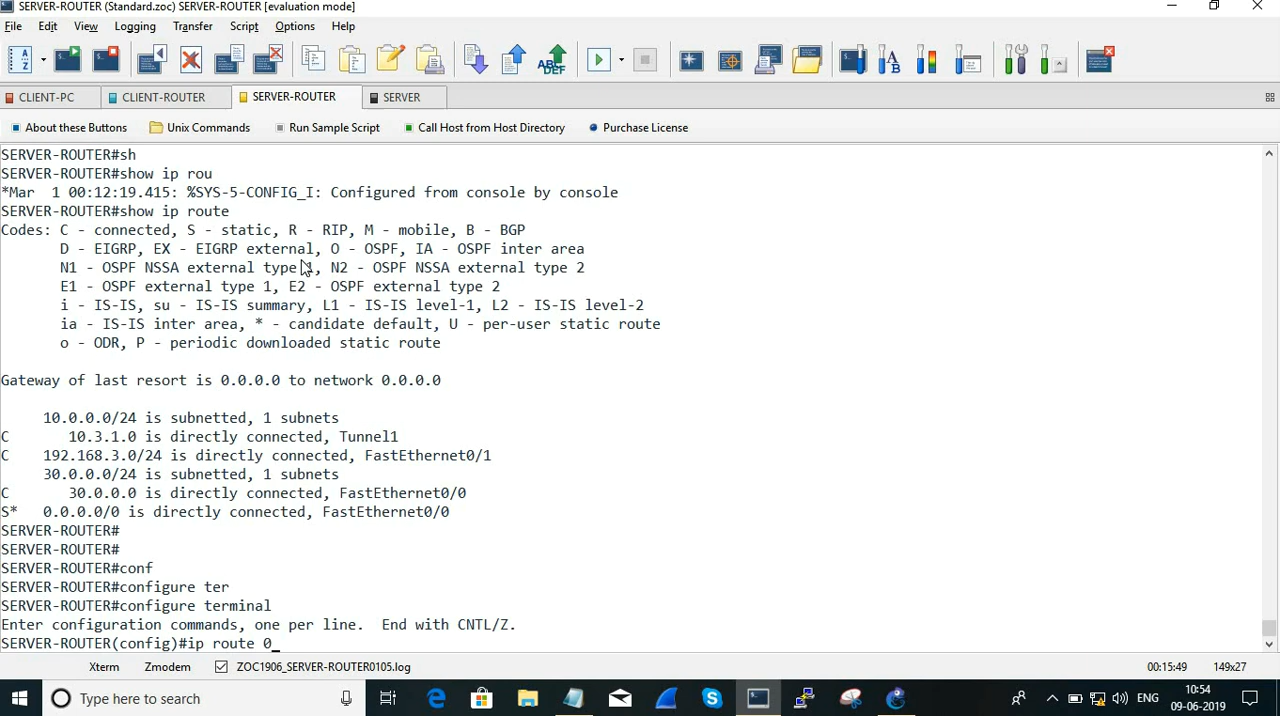 SERVER-ROUTER (Standard.zoc) SERVER-ROUTER [evaluation mode]
File Edit View Logging Transfer Script Options Help
A Z
ABC DEF
A
CLIENT-PC CLIENT-ROUTER SERVER-ROUTER SERVER
About these Buttons Unix Commands Run Sample Script Call Host from Host Directory Purchase License
SERVER-ROUTER#sh
SERVER-ROUTER#show ip rou
*Mar  1 00:12:19.415: %SYS-5-CONFIG_I: Configured from console by console
SERVER-ROUTER#show ip route
Codes: C - connected, S - static, R - RIP, M - mobile, B - BGP
D - EIGRP, EX - EIGRP external, O - OSPF, IA - OSPF inter area
N1 - OSPF NSSA external type 1, N2 - OSPF NSSA external type 2
E1 - OSPF external type 1, E2 - OSPF external type 2
i - IS-IS, su - IS-IS summary, L1 - IS-IS level-1, L2 - IS-IS level-2
ia - IS-IS inter area, * - candidate default, U - per-user static route
o - ODR, P - periodic downloaded static route
Gateway of last resort is 0.0.0.0 to network 0.0.0.0
10.0.0.0/24 is subnetted, 1 subnets
C 10.3.1.0 is directly connected, Tunnel1
C 192.168.3.0/24 is directly connected, FastEthernet0/1
30.0.0.0/24 is subnetted, 1 subnets
C 30.0.0.0 is directly connected, FastEthernet0/0
S* 0.0.0.0/0 is directly connected, FastEthernet0/0
SERVER-ROUTER#
SERVER-ROUTER#
SERVER-ROUTER#conf
SERVER-ROUTER#configure ter
SERVER-ROUTER#configure terminal
Enter configuration commands, one per line.  End with CNTL/Z.
SERVER-ROUTER(config)#ip route 0_
Xterm Zmodem ZOC1906_SERVER-ROUTER0105.log 00:15:49 149x27
Type here to search ENG 10:54
09-06-2019